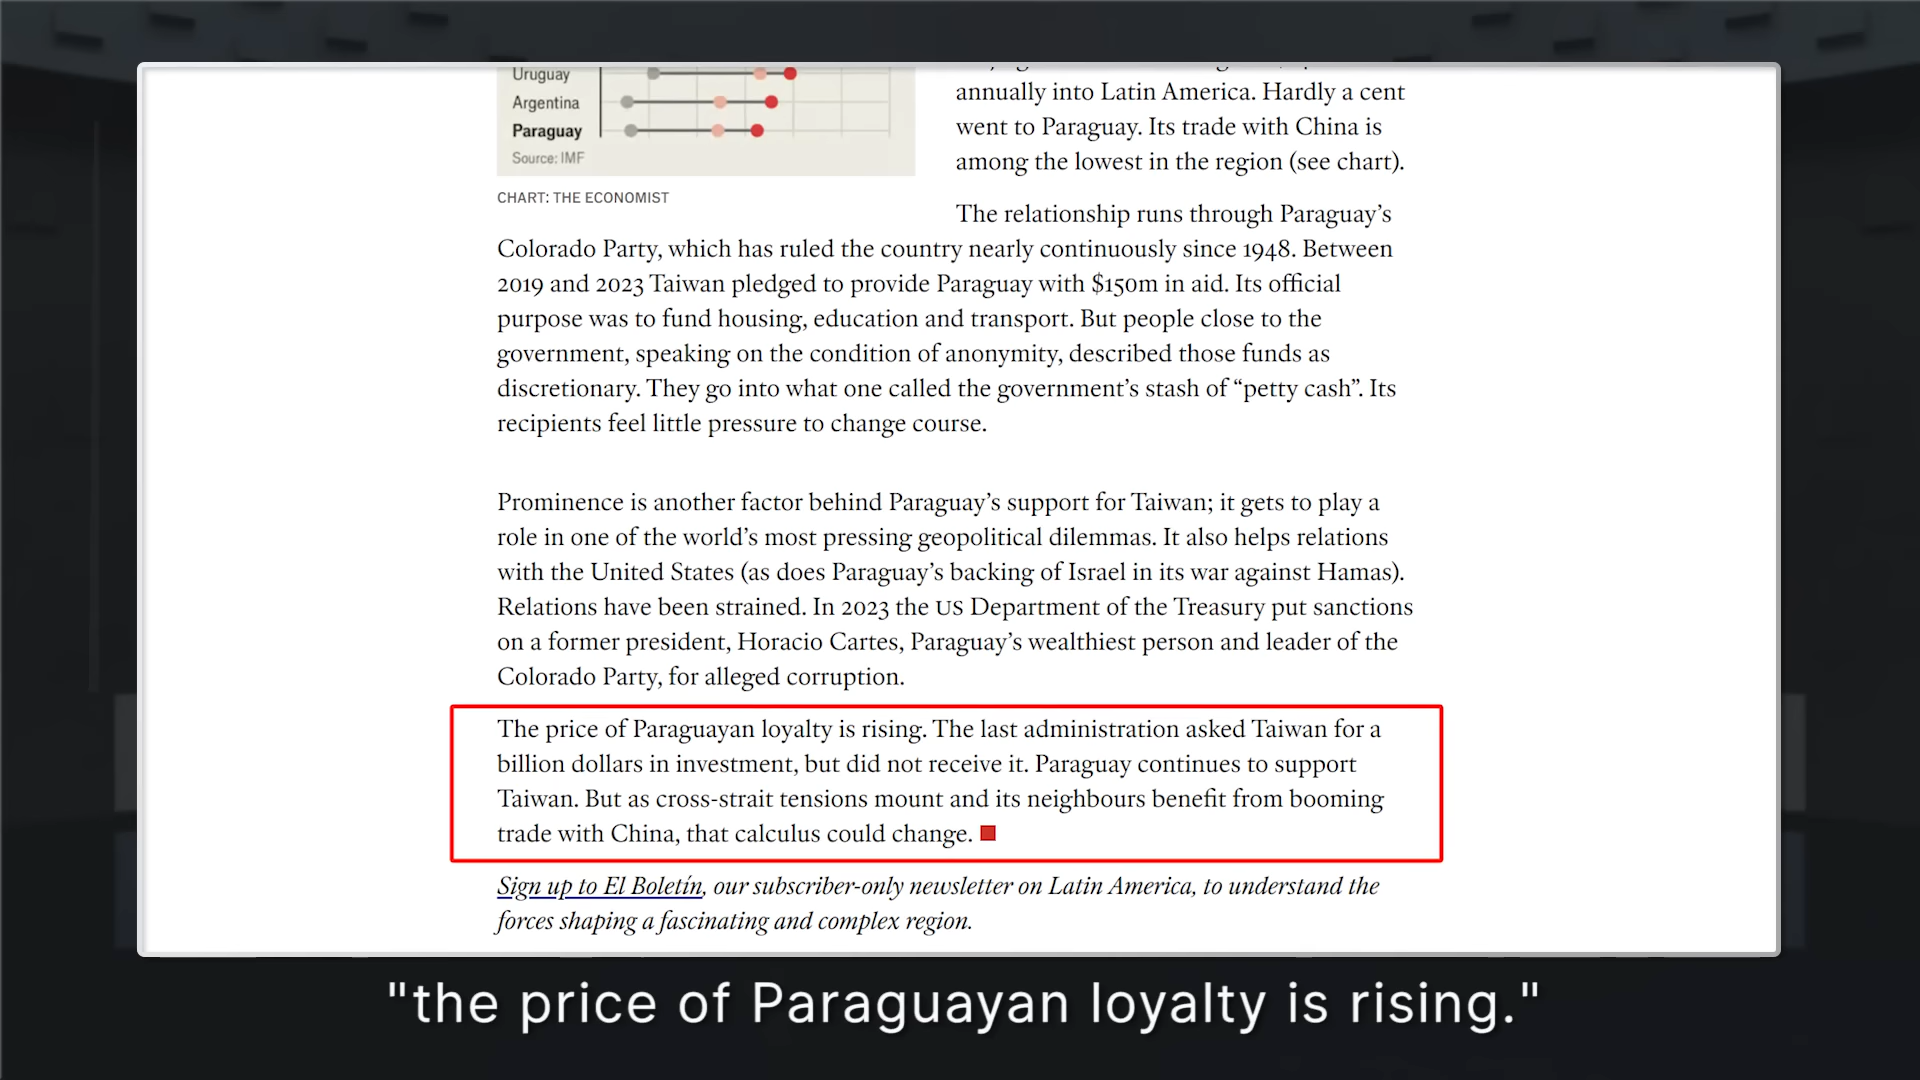 Uruguay
Argentina
Paraguay
Source: IMF
CHART: THE ECONOMIST
annually into Latin America. Hardly a cent
went to Paraguay. Its trade with China is
among the lowest in the region (see chart).
The relationship runs through Paraguay’s
Colorado Party, which has ruled the country nearly continuously since 1948. Between
2019 and 2023 Taiwan pledged to provide Paraguay with $150m in aid. Its official
purpose was to fund housing, education and transport. But people close to the
government, speaking on the condition of anonymity, described those funds as
discretionary. They go into what one called the government’s stash of “petty cash”. Its
recipients feel little pressure to change course.
Prominence is another factor behind Paraguay’s support for Taiwan; it gets to play a
role in one of the world’s most pressing geopolitical dilemmas. It also helps relations
with the United States (as does Paraguay’s backing of Israel in its war against Hamas).
Relations have been strained. In 2023 the US Department of the Treasury put sanctions
on a former president, Horacio Cartes, Paraguay’s wealthiest person and leader of the
Colorado Party, for alleged corruption.
The price of Paraguayan loyalty is rising. The last administration asked Taiwan for a
billion dollars in investment, but did not receive it. Paraguay continues to support
Taiwan. But as cross-strait tensions mount and its neighbours benefit from booming
trade with China, that calculus could change.
Sign up to El Boletín, our subscriber-only newsletter on Latin America, to understand the
forces shaping a fascinating and complex region.
"the price of Paraguayan loyalty is rising."